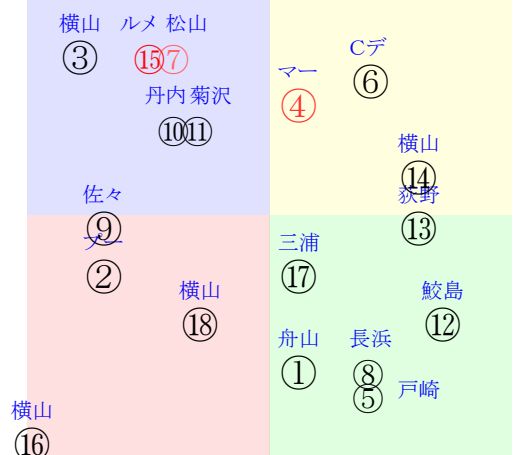 横山 ルメ 松山
③ ⑮⑦
Cデ
マー
⑥
④
丹内 菊沢
⑩⑪
横山
⑭
佐々
荻野
⑨
⑬
プー
②
三浦
⑰
横山
⑱
鮫島
⑫
舟山 長浜
① ⑧
⑤ 戸崎
横山
⑯